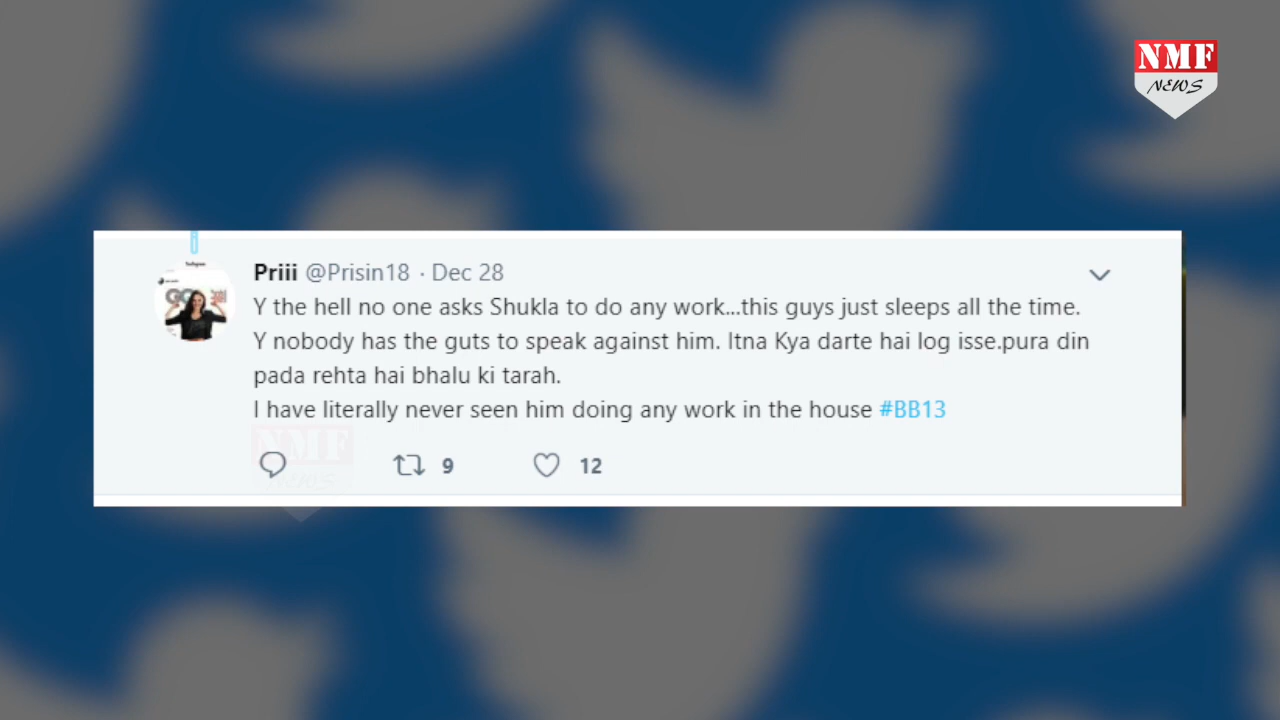 NMF
NEWS
Priii @Prisin18 · Dec 28
Y the hell no one asks Shukla to do any work...this guys just sleeps all the time.
Y nobody has the guts to speak against him. Itna Kya darte hai log isse.pura din
pada rehta hai bhalu ki tarah.
I have literally never seen him doing any work in the house #BB13
NMF
NEWS
9 12